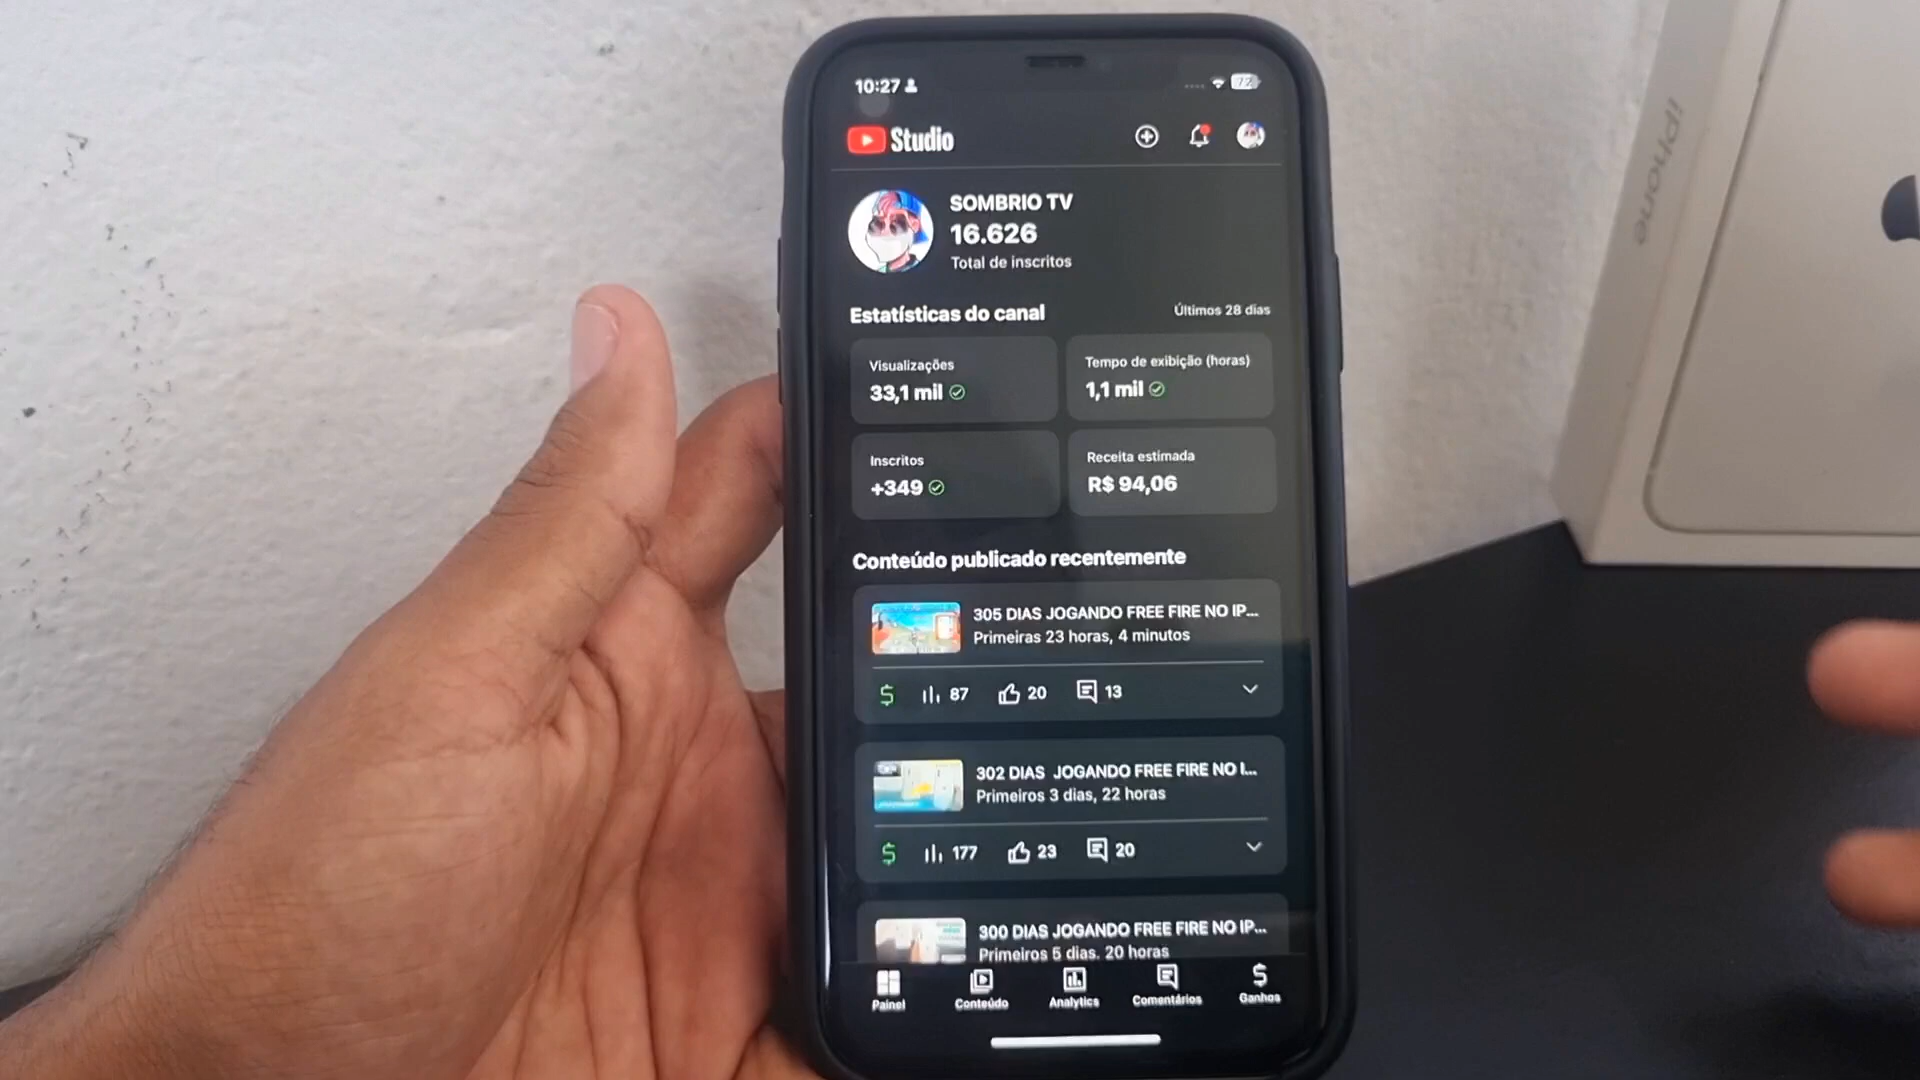 10:27
72
Studio
SOMBRIO TV
16.626
Total de inscritos
Estatísticas do canal
Últimos 28 dias
Visualizações
33,1 mil
Tempo de exibição (horas)
1,1 mil
Inscritos
+349
Receita estimada
R$ 94,06
Conteúdo publicado recentemente
305 DIAS JOGANDO FREE FIRE NO IP...
Primeiras 23 horas, 4 minutos
$ 87 20 13
302 DIAS JOGANDO FREE FIRE NO I...
Primeiros 3 dias, 22 horas
$ 177 23 20
300 DIAS JOGANDO FREE FIRE NO IP...
Primeiros 5 dias, 20 horas
Painel
Conteúdo
Analytics
Comentários
Ganhos
iPhone